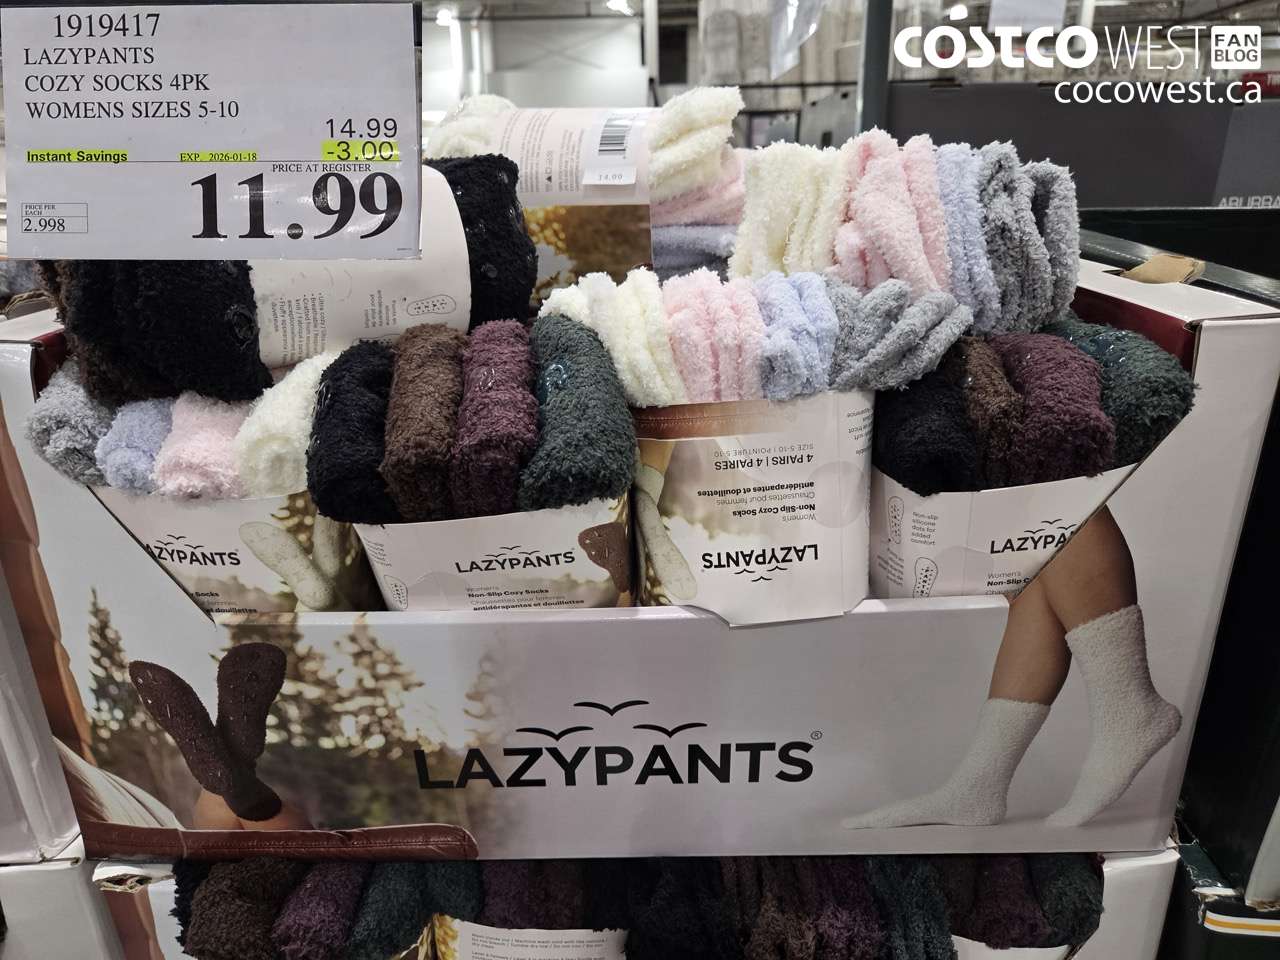 1919417
LAZYPANTS
COZY SOCKS 4PK
WOMENS SIZES 5-10
14.99
Instant Savings EXP. 2026-01-18 -3.00
PRICE AT REGISTER
11.99
PRICE PER
EACH
2.998
COSTCO WEST FAN BLOG
cocowest.ca
14.99
ABURRA
LAZYPANTS
LAZYPANTS
Women's
Non-Slip Cozy Socks
Chaussettes pour femmes
antidérapantes et douillettes
LAZYPANTS
Women's
Non-Slip Cozy Socks
Chaussettes pour femmes
antidérapantes et douillettes
4 PAIRS | 4 PAIRES
SIZE 5-10 | POINTURE 5-10
Non-slip
silicone
dots for
added
comfort
LAZYPA
Women's
Non-Slip C
LAZYPANTS®